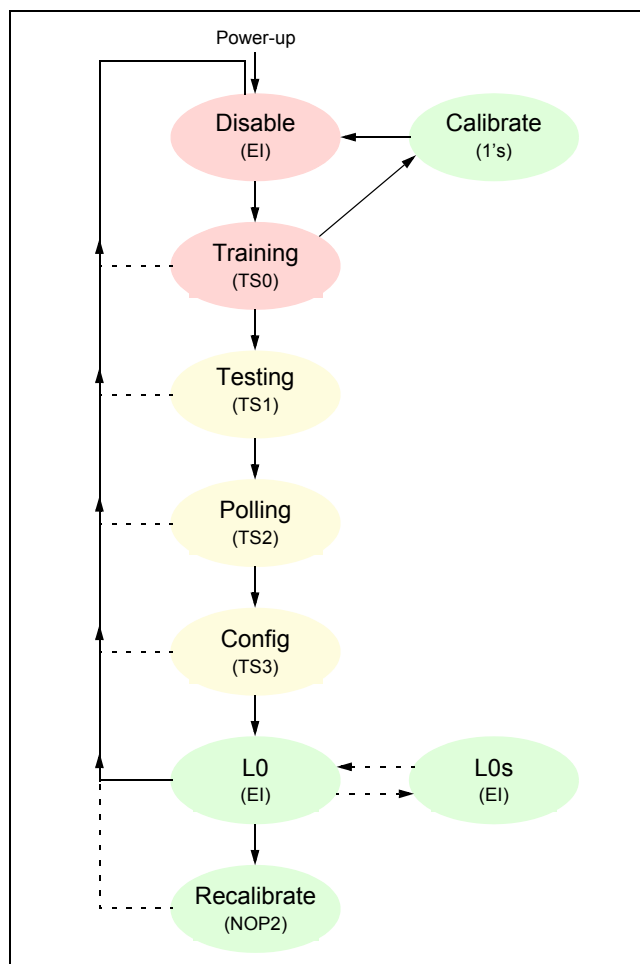 Power-up
Disable
(EI)
Calibrate
(1's)
Training
(TS0)
Testing
(TS1)
Polling
(TS2)
Config
(TS3)
L0
(EI)
L0s
(EI)
Recalibrate
(NOP2)